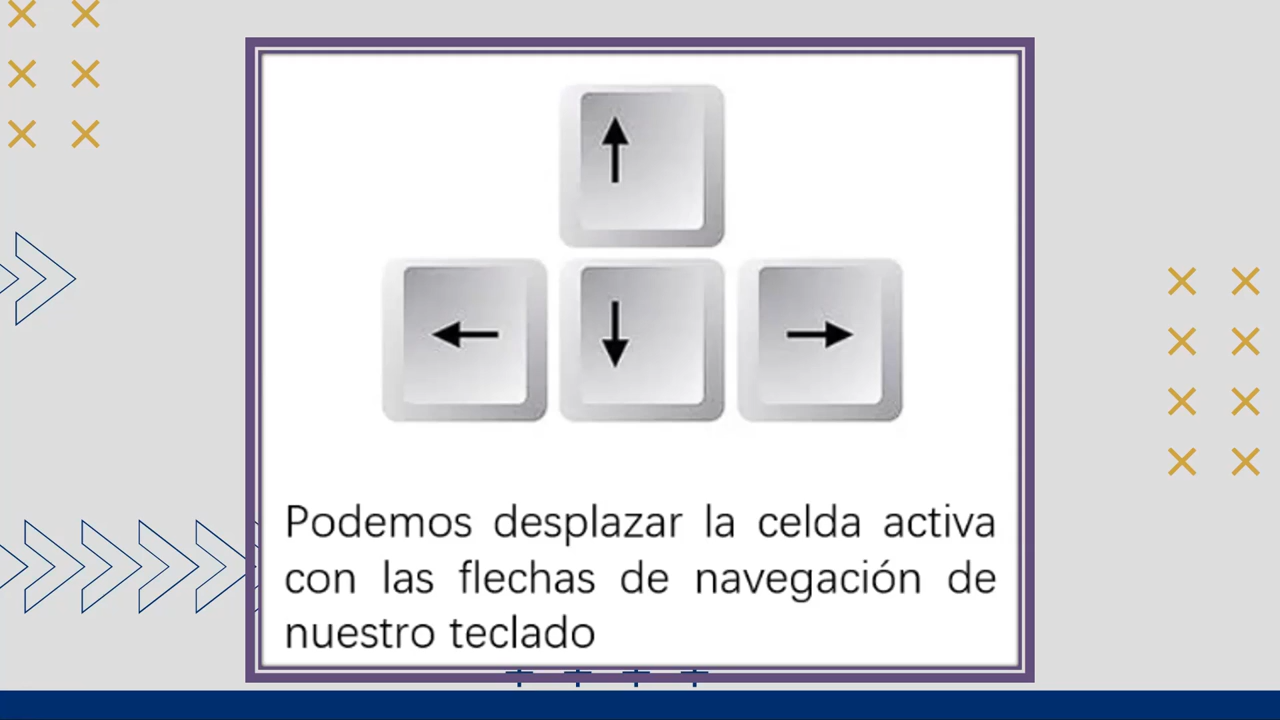 Podemos desplazar la celda activa
con las flechas de navegación de
nuestro teclado